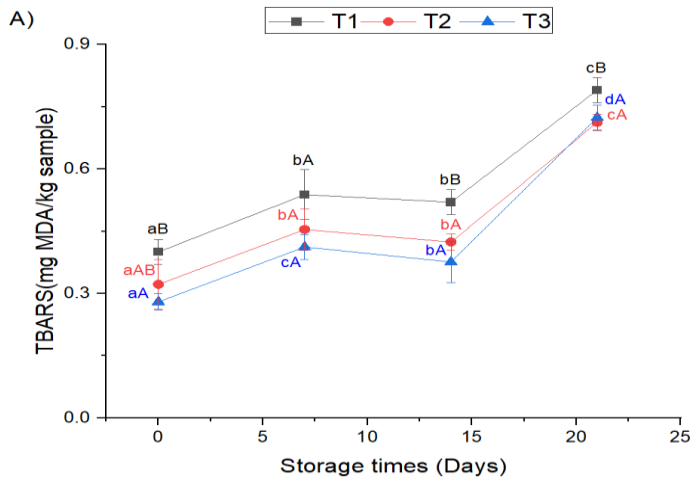 A)
T1 T2 T3
TBARS(mg MDA/kg sample)
0.9
0.6
0.3
0.0
cB
dA
cA
bA
bB
bA
bA
aB
cA
bA
aAB
aA
0 5 10 15 20 25
Storage times (Days)